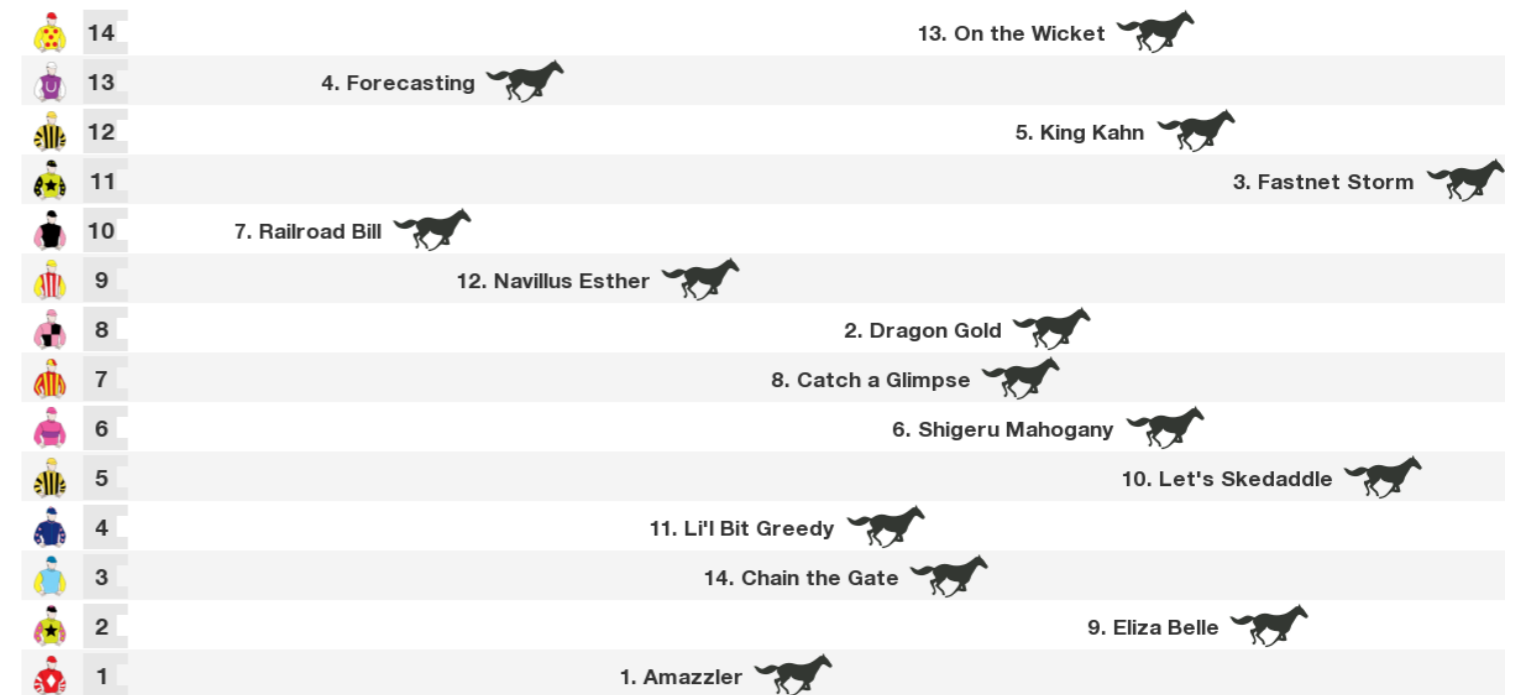 14 13. On the Wicket
13 4. Forecasting
12 5. King Kahn
11 3. Fastnet Storm
10 7. Railroad Bill
9 12. Navillus Esther
8 2. Dragon Gold
7 8. Catch a Glimpse
6 6. Shigeru Mahogany
5 10. Let's Skedaddle
4 11. Li'l Bit Greedy
3 14. Chain the Gate
2 9. Eliza Belle
1 1. Amazzler